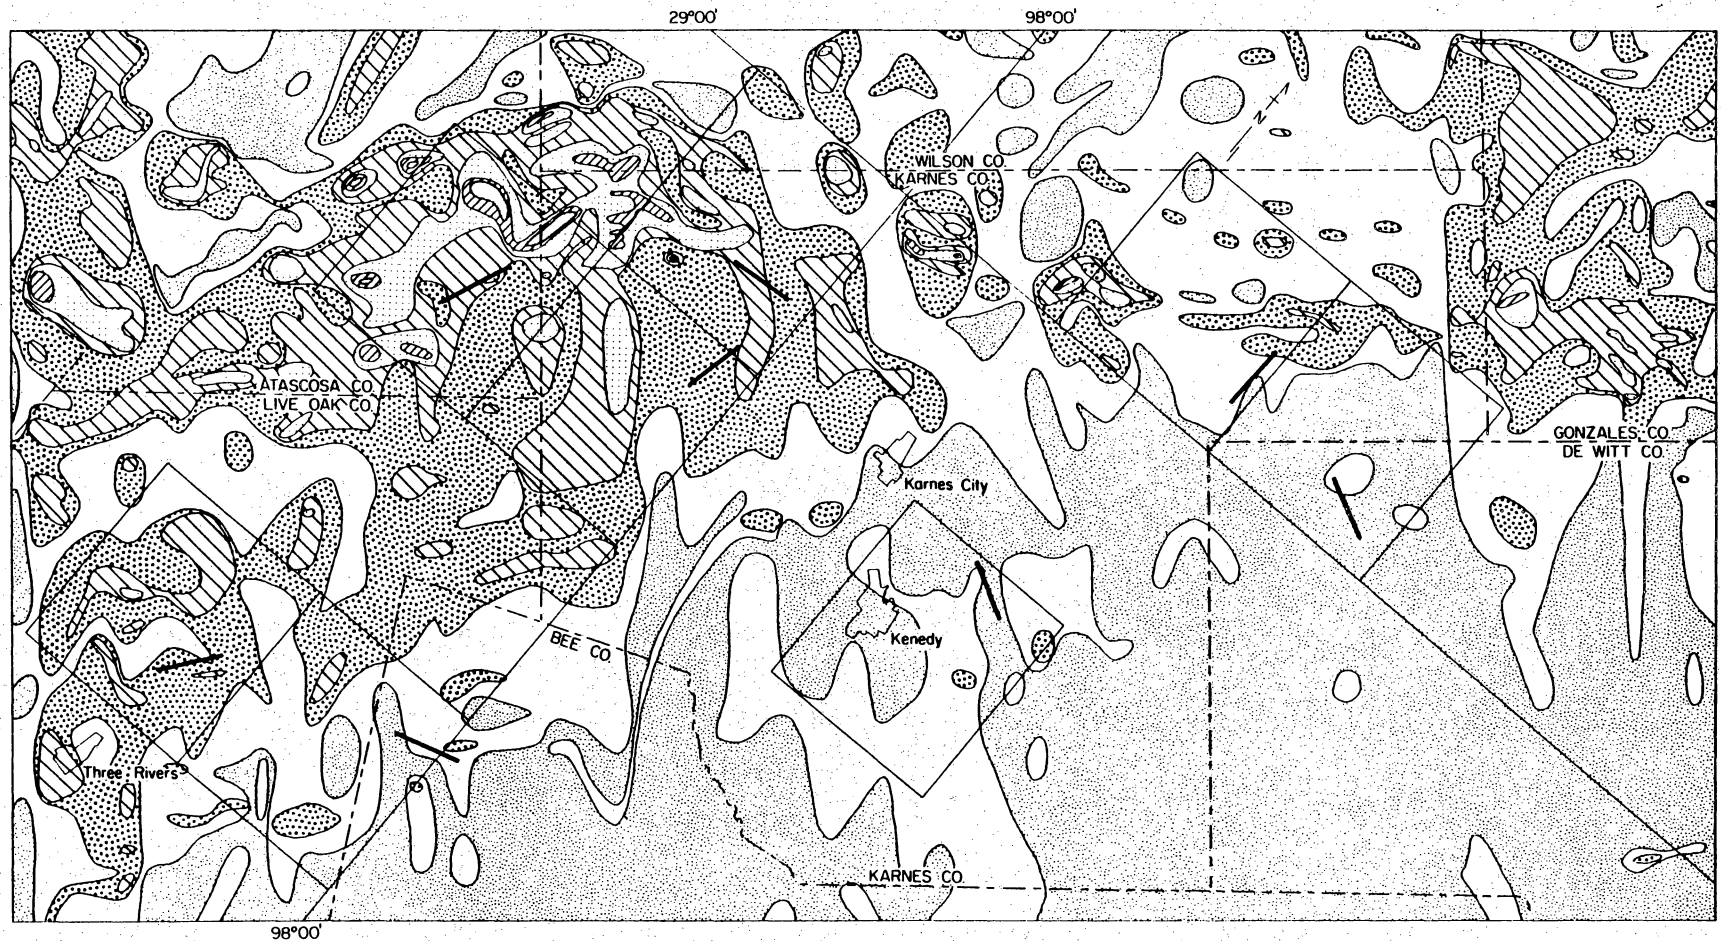 29°00'
98°00'
N
WILSON CO.
KARNES CO.
ATASCOSA CO.
LIVE OAK CO.
GONZALES CO.
DE WITT CO.
Karnes City
BEE CO.
Kenedy
Three Rivers
KARNES CO.
98°00'